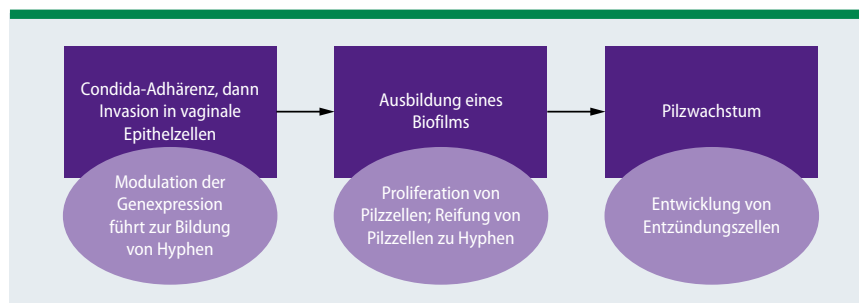 Condida-Adhärenz, dann
Invasion in vaginale
Epithelzellen
Modulation der
Genexpression
führt zur Bildung
von Hyphen
Ausbildung eines
Biofilms
Proliferation von
Pilzzellen; Reifung von
Pilzzellen zu Hyphen
Pilzwachstum
Entwicklung von
Entzündungszellen